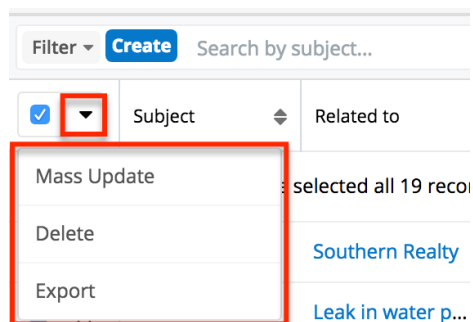 Filter Create Search by subject...
Subject Related to
Mass Update
selected all 19 recor
Delete
Southern Realty
Export
Leak in water p...